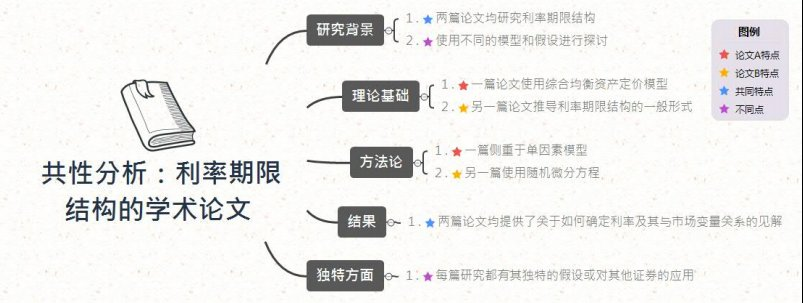 共性分析：利率期限
结构的学术论文
研究背景
1. 两篇论文均研究利率期限结构
2. 使用不同的模型和假设进行探讨
理论基础
1. 一篇论文使用综合均衡资产定价模型
2. 另一篇论文推导利率期限结构的一般形式
方法论
1. 一篇侧重于单因素模型
2. 另一篇使用随机微分方程
结果
1. 两篇论文均提供了关于如何确定利率及其与市场变量关系的见解
独特方面
1. 每篇研究都有其独特的假设或对其他证券的应用
图例
论文A特点
论文B特点
共同特点
不同点